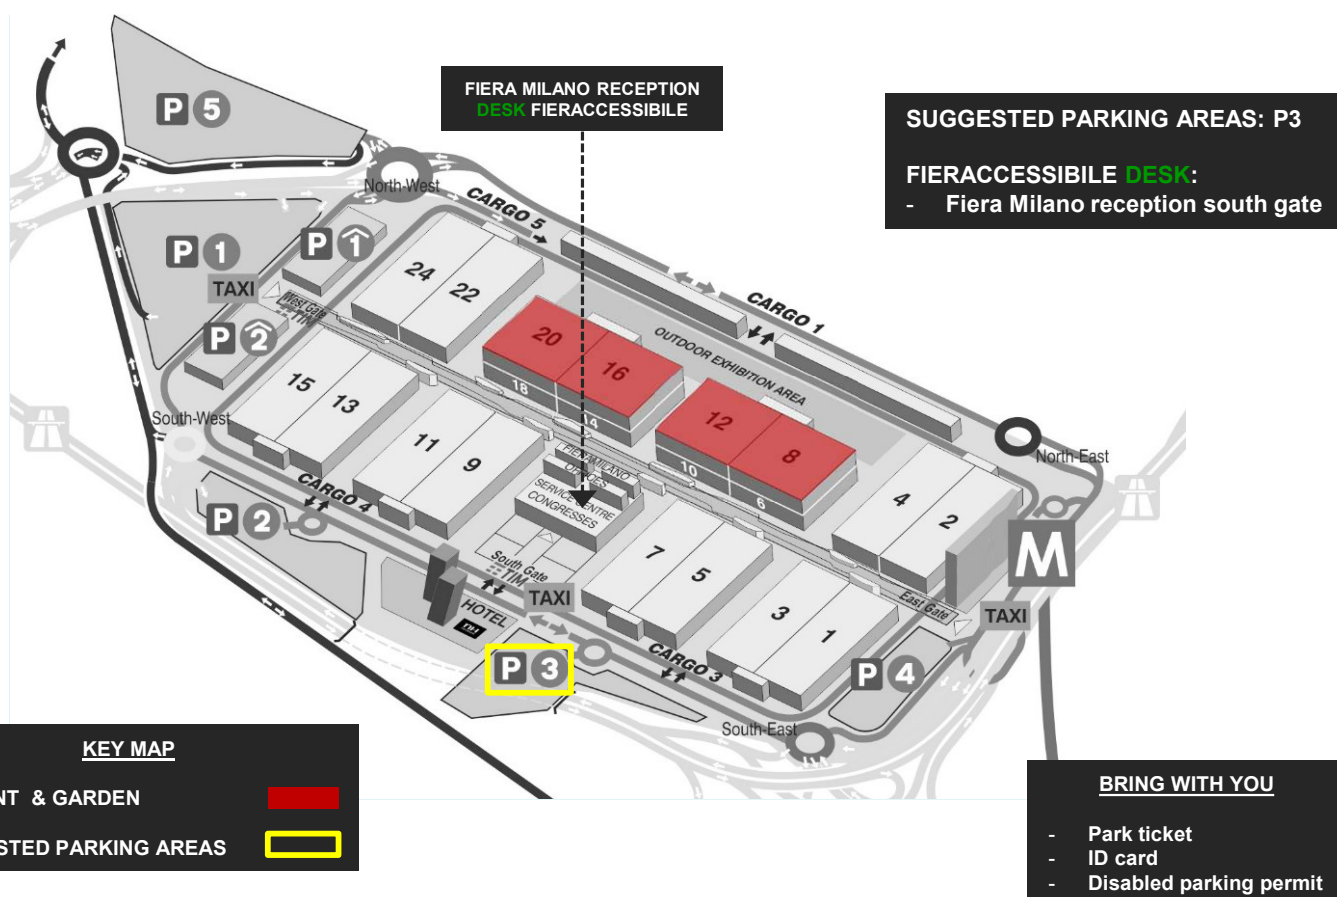 P 5
FIERA MILANO RECEPTION
DESK FIERACCESSIBILE
SUGGESTED PARKING AREAS: P3
FIERACCESSIBILE DESK:
- Fiera Milano reception south gate
North-West
CARGO 5
P 1
P 1
TAXI
West Gate
TIM
P 2
24
22
CARGO 1
OUTDOOR EXHIBITION AREA
20
16
18
14
12
8
10
6
15
13
South-West
11
9
FIERA MILANO
OFFICES
SERVICE CENTRE
CONGRESSES
4
2
North-East
M
CARGO 4
P 2
7
5
South Gate
TIM
TAXI
HOTEL
nH
3
1
East Gate
TAXI
P 3
CARGO 3
P 4
South-East
KEY MAP
NT & GARDEN
STED PARKING AREAS
BRING WITH YOU
- Park ticket
- ID card
- Disabled parking permit